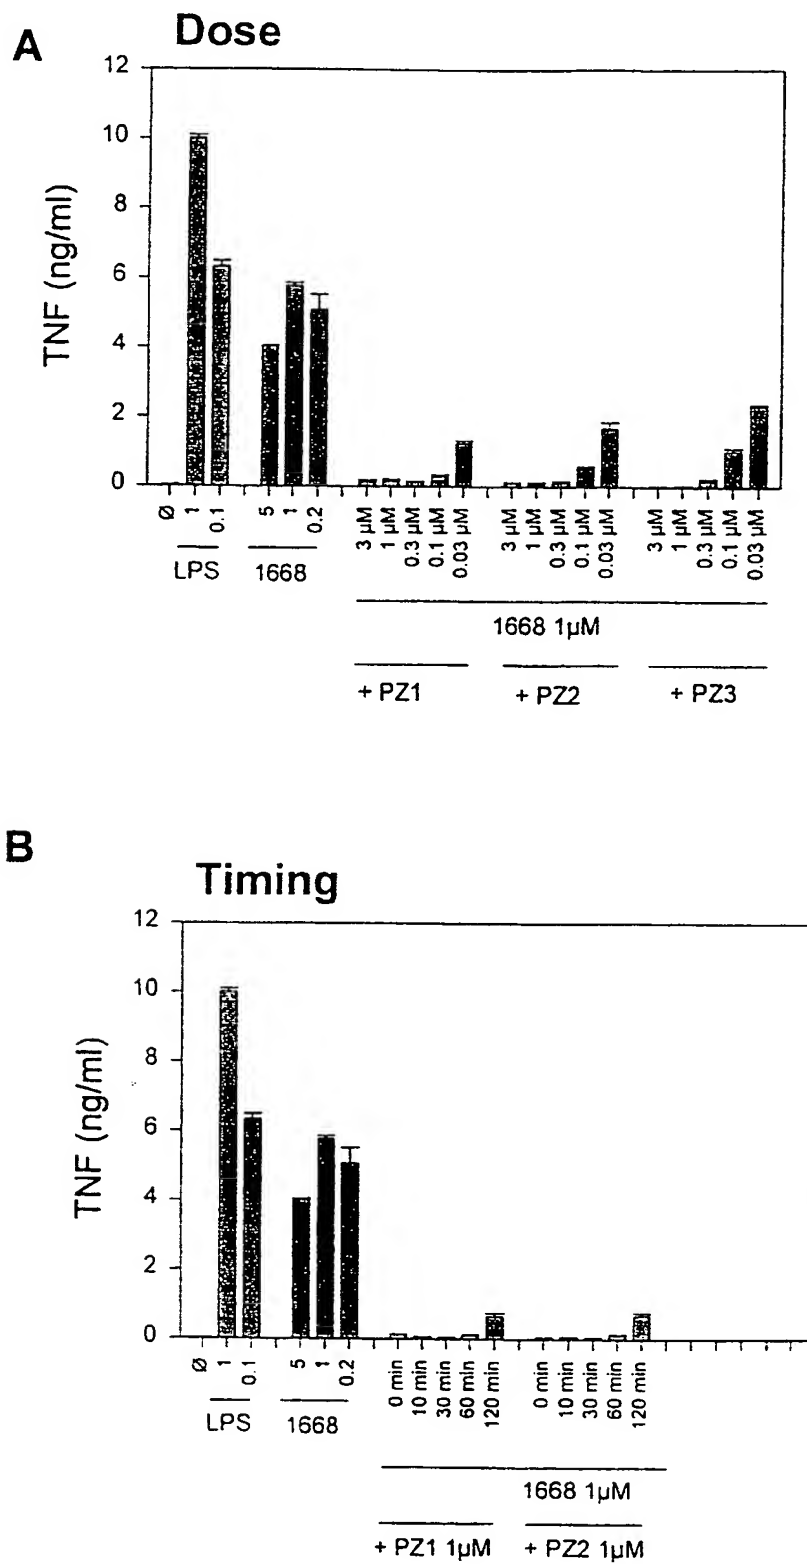 A
Dose
12
10
8
6
4
2
0
TNF (ng/ml)
Ø
1
0.1
5
1
0.2
3 µM
1 µM
0.3 µM
0.1 µM
0.03 µM
3 µM
1 µM
0.3 µM
0.1 µM
0.03 µM
3 µM
1 µM
0.3 µM
0.1 µM
0.03 µM
LPS
1668
1668 1µM
+ PZ1
+ PZ2
+ PZ3
B
Timing
12
10
8
6
4
2
0
TNF (ng/ml)
Ø
1
0.1
5
1
0.2
0 min
10 min
30 min
60 min
120 min
0 min
10 min
30 min
60 min
120 min
LPS
1668
1668 1µM
+ PZ1 1µM
+ PZ2 1µM